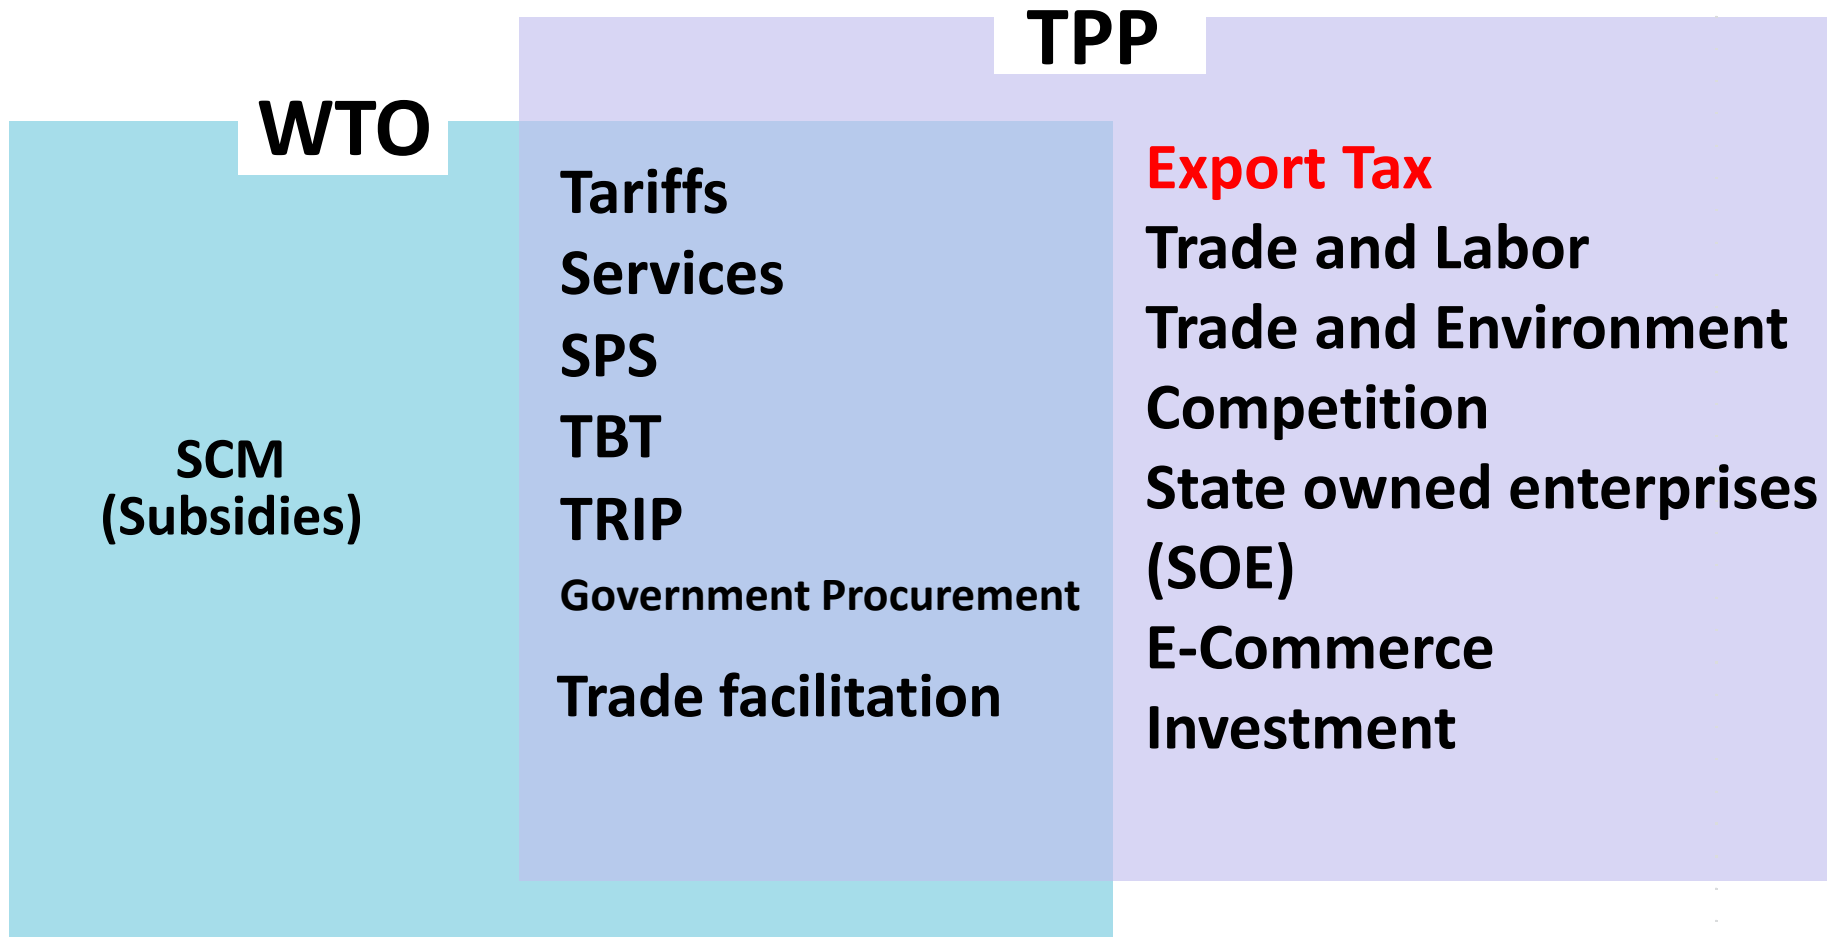 TPP
WTO
SCM
(Subsidies)
Tariffs
Services
SPS
TBT
TRIP
Government Procurement
Trade facilitation
Export Tax
Trade and Labor
Trade and Environment
Competition
State owned enterprises
(SOE)
E-Commerce
Investment